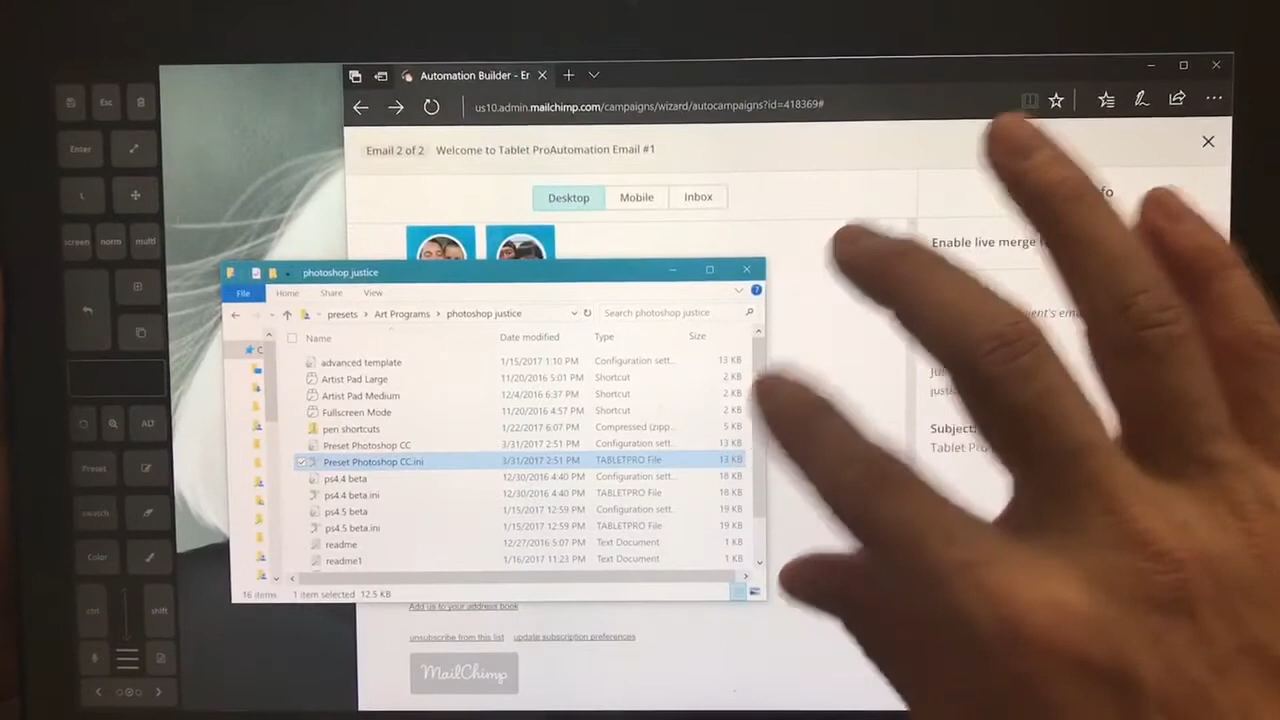 Esc
Enter
screen norm multi
ALT
Preset
swatch
Color
ctrl shift
Automation Builder - Er
us10.admin.mailchimp.com/campaigns/wizard/autocampaigns?id=418369#
Email 2 of 2 Welcome to Tablet ProAutomation Email #1
Desktop Mobile Inbox
Enable live merge
Subject:
Tablet Pro
photoshop justice
File Home Share View
presets > Art Programs > photoshop justice
Search photoshop justice
Name Date modified Type Size
advanced template 1/15/2017 1:10 PM Configuration sett... 13 KB
Artist Pad Large 11/20/2016 5:01 PM Shortcut 2 KB
Artist Pad Medium 12/4/2016 6:37 PM Shortcut 2 KB
Fullscreen Mode 11/20/2016 4:57 PM Shortcut 2 KB
pen shortcuts 1/22/2017 6:07 PM Compressed (zipp... 5 KB
Preset Photoshop CC 3/31/2017 2:51 PM Configuration sett... 13 KB
Preset Photoshop CC.ini 3/31/2017 2:51 PM TABLETPRO File 13 KB
ps4.4 beta 12/30/2016 4:40 PM Configuration sett... 18 KB
ps4.4 beta.ini 12/30/2016 4:40 PM TABLETPRO File 18 KB
ps4.5 beta 1/15/2017 12:59 PM Configuration sett... 19 KB
ps4.5 beta.ini 1/15/2017 12:59 PM TABLETPRO File 19 KB
readme 12/27/2016 5:07 PM Text Document 1 KB
readme1 1/16/2017 11:23 PM Text Document 1 KB
16 items 1 item selected 12.5 KB
Add us to your address book
unsubscribe from this list update subscription preferences
MailChimp